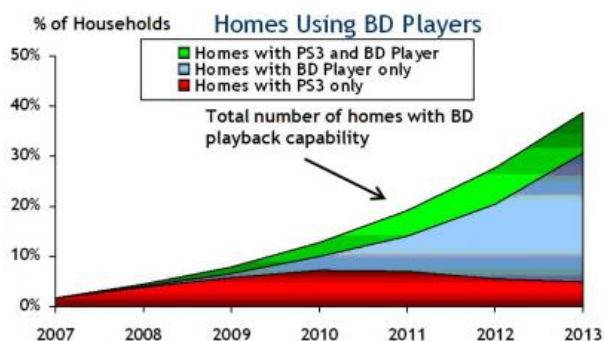 % of Households
Homes Using BD Players
Homes with PS3 and BD Player
Homes with BD Player only
Homes with PS3 only
Total number of homes with BD
playback capability
50%
40%
30%
20%
10%
0%
2007 2008 2009 2010 2011 2012 2013